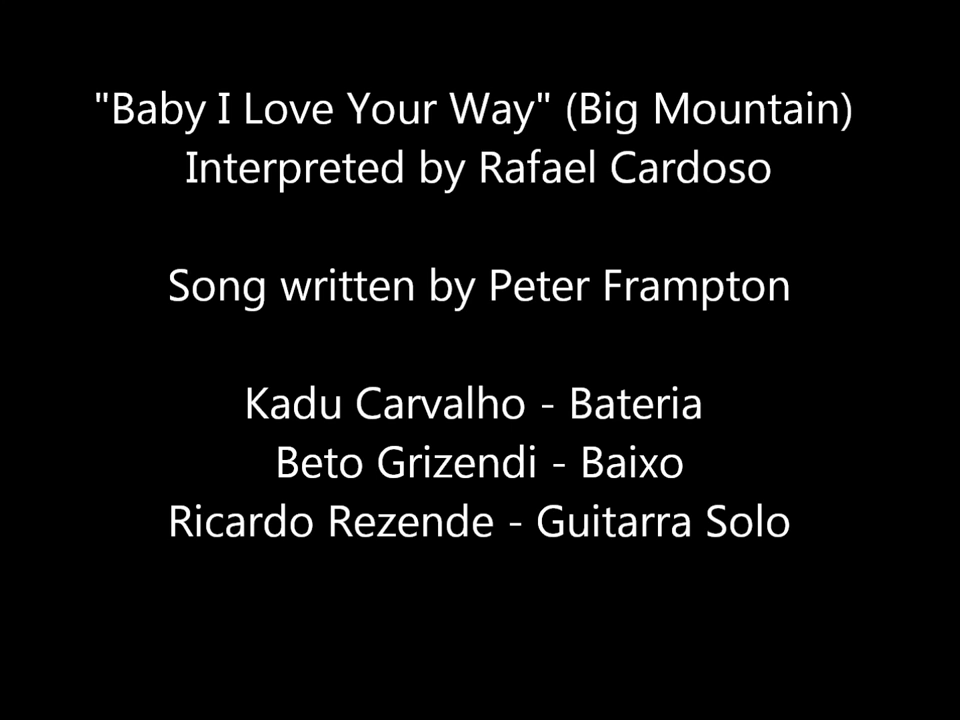 "Baby I Love Your Way" (Big Mountain)
Interpreted by Rafael Cardoso
Song written by Peter Frampton
Kadu Carvalho - Bateria
Beto Grizendi - Baixo
Ricardo Rezende - Guitarra Solo